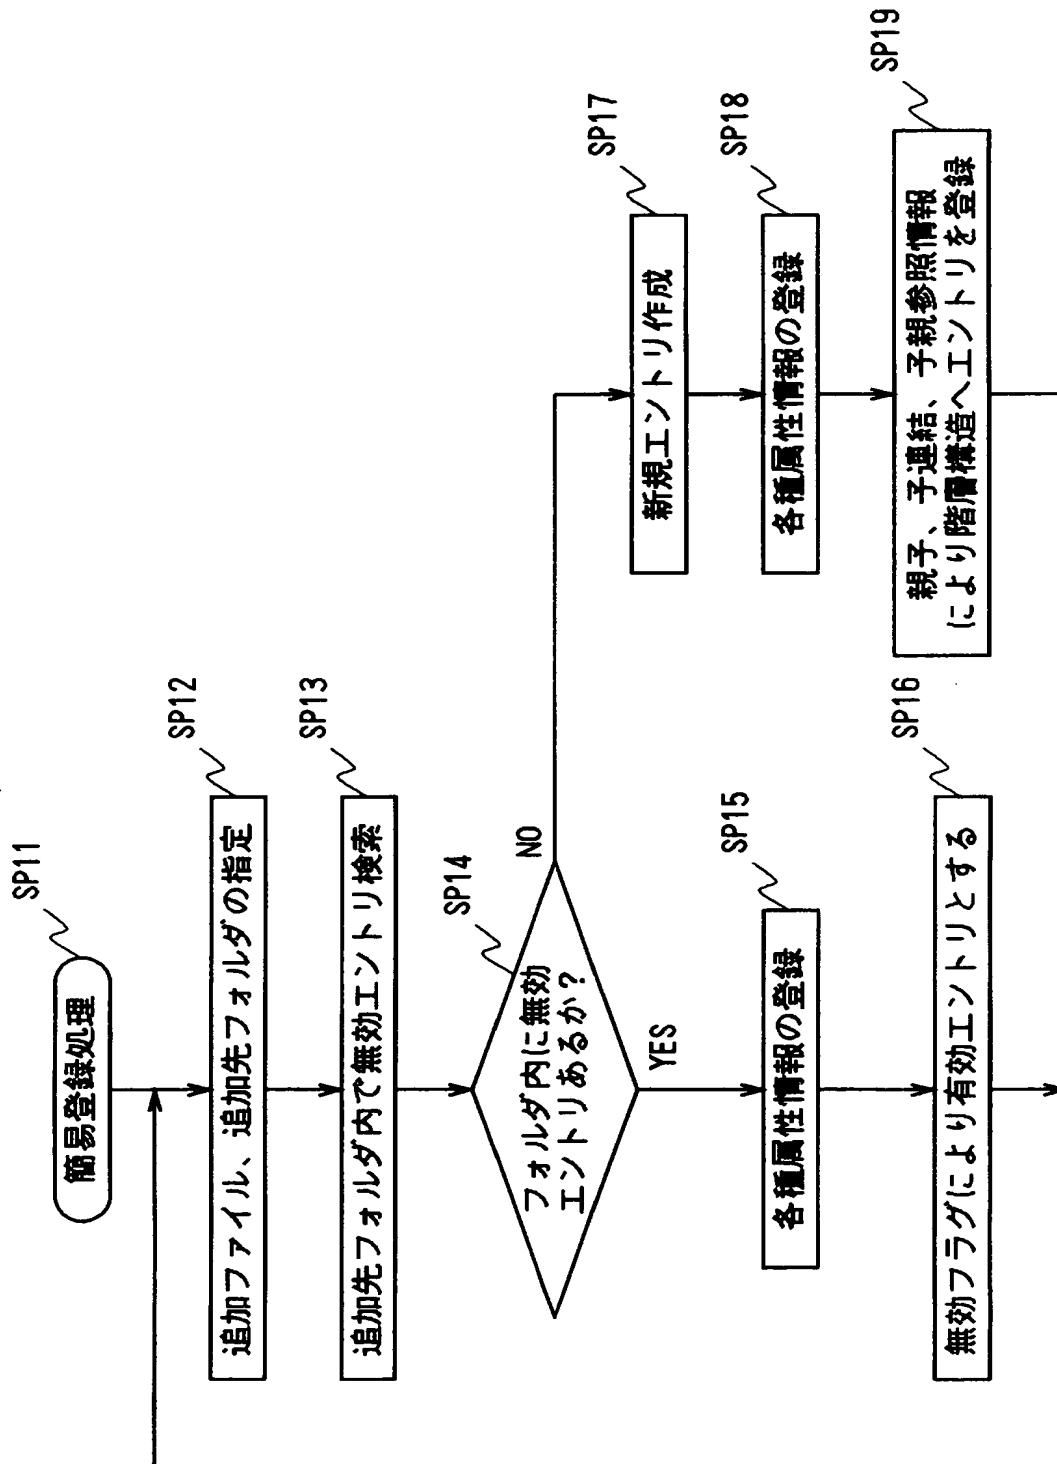 SP11
簡易登録処理
SP12
追加ファイル、追加先フォルダの指定
SP13
追加先フォルダ内で無効エントリ検索
SP14
フォルダ内に無効
エントリあるか？
NO
YES
SP15
各種属性情報の登録
SP16
無効フラグにより有効エントリとする
SP17
新規エントリ作成
SP18
各種属性情報の登録
SP19
親子、子連結、子親参照情報
により階層構造へエントリを登録